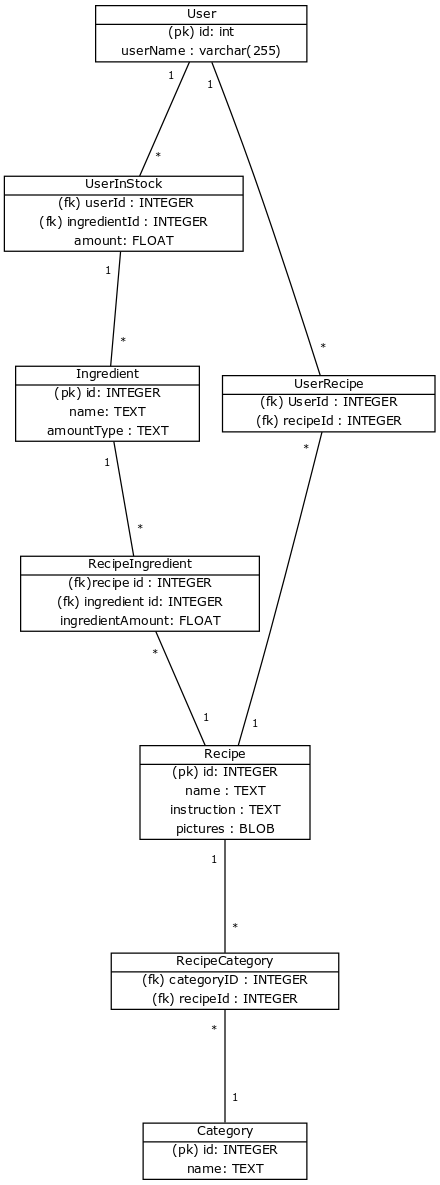 User
(pk) id: int
userName : varchar(255)
1
1
*
UserInStock
(fk) userId : INTEGER
(fk) ingredientId : INTEGER
amount: FLOAT
1
*
*
Ingredient
(pk) id: INTEGER
name: TEXT
amountType : TEXT
UserRecipe
(fk) UserId : INTEGER
(fk) recipeId : INTEGER
1
*
*
RecipeIngredient
(fk)recipe id : INTEGER
(fk) ingredient id: INTEGER
ingredientAmount: FLOAT
*
1
1
Recipe
(pk) id: INTEGER
name : TEXT
instruction : TEXT
pictures : BLOB
1
*
RecipeCategory
(fk) categoryID : INTEGER
(fk) recipeId : INTEGER
*
1
Category
(pk) id: INTEGER
name: TEXT